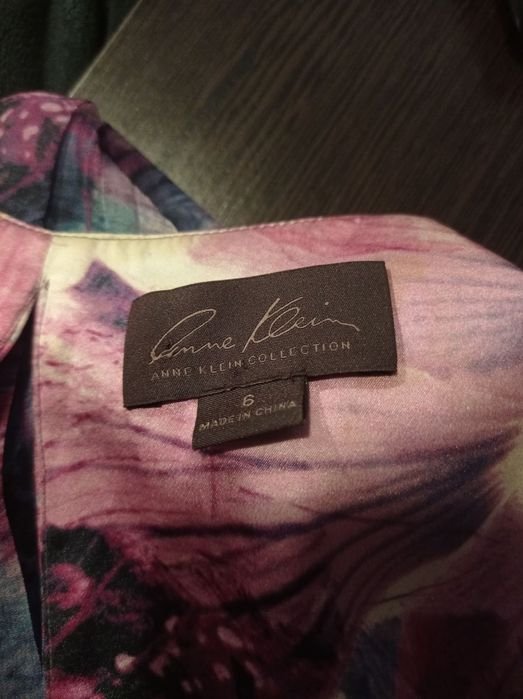 Anne Klein
ANNE KLEIN COLLECTION
6
MADE IN CHINA